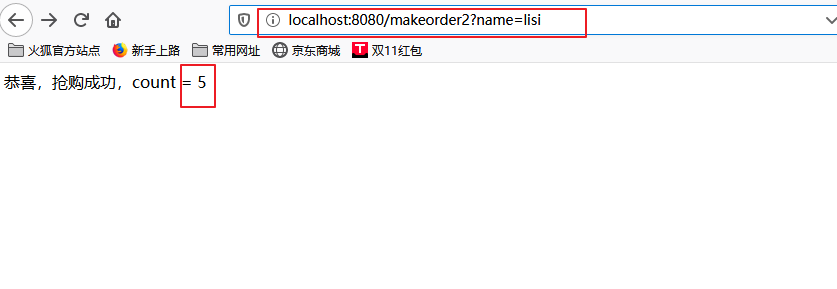 localhost:8080/makeorder2?name=lisi
火狐官方站点 新手上路 常用网址 京东商城 T 双11红包
恭喜，抢购成功，count = 5